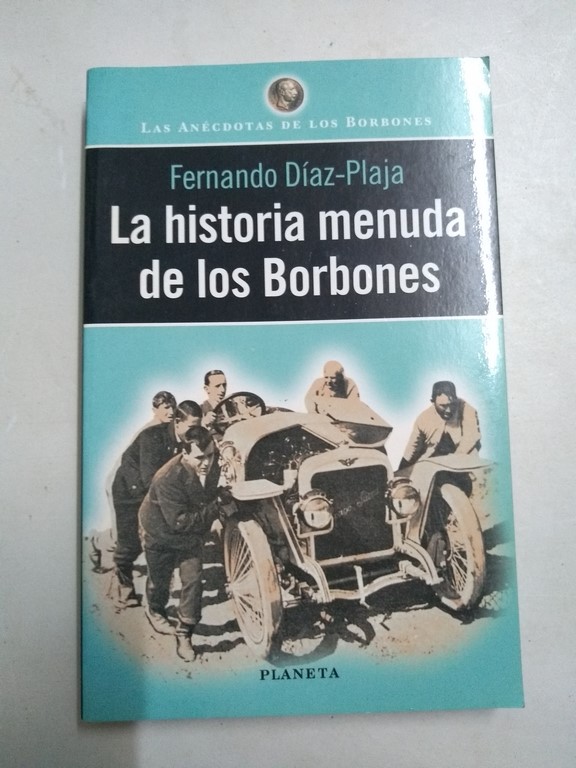 LAS ANÉCDOTAS DE LOS BORBONES
Fernando Díaz-Plaja
La historia menuda
de los Borbones
PLANETA